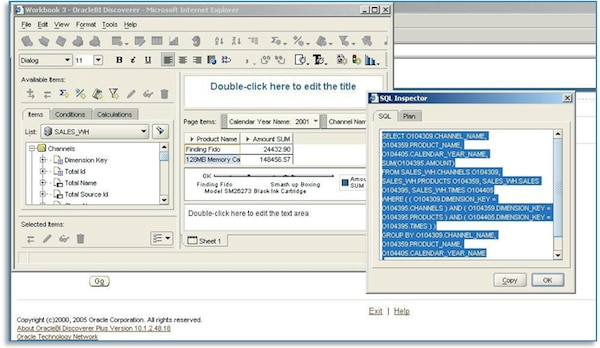 Workbook 3 - OracleBI Discoverer - Microsoft Internet Explorer
File Edit View Format Tools Help
Dialog 11
Available Items:
Items Conditions Calculations
List: SALES_WH
Channels
Dimension Key
Total Id
Total Name
Total Source Id
Selected Items:
Double-click here to edit the title
Page Items: Calendar Year Name: 2001 Channel Name
Product Name Amount SUM
Finding Fido 24432.90
128MB Memory Ca 148456.57
OK
Finding Fido Smash up Boxing
Model SM26273 Black Ink Cartridge
Amou
SUM
Double-click here to edit the text area
Sheet 1
SQL Inspector
SQL Plan
SELECT O104309.CHANNEL_NAME,
O104359.PRODUCT_NAME,
O104405.CALENDAR_YEAR_NAME,
SUM(O104395.AMOUNT)
FROM SALES_WH.CHANNELS O104309,
SALES_WH.PRODUCTS O104359, SALES_WH.SALES
O104395, SALES_WH.TIMES O104405
WHERE ( ( O104309.DIMENSION_KEY =
O104395.CHANNELS ) AND ( O104359.DIMENSION_KEY =
O104395.PRODUCTS ) AND ( O104405.DIMENSION_KEY =
O104395.TIMES ) )
GROUP BY O104309.CHANNEL_NAME,
O104359.PRODUCT_NAME,
O104405.CALENDAR_YEAR_NAME
Copy OK
Go
Exit | Help
Copyright (c)2000, 2005 Oracle Corporation. All rights reserved.
About OracleBI Discoverer Plus Version 10.1.2.48.18
Oracle Technology Network